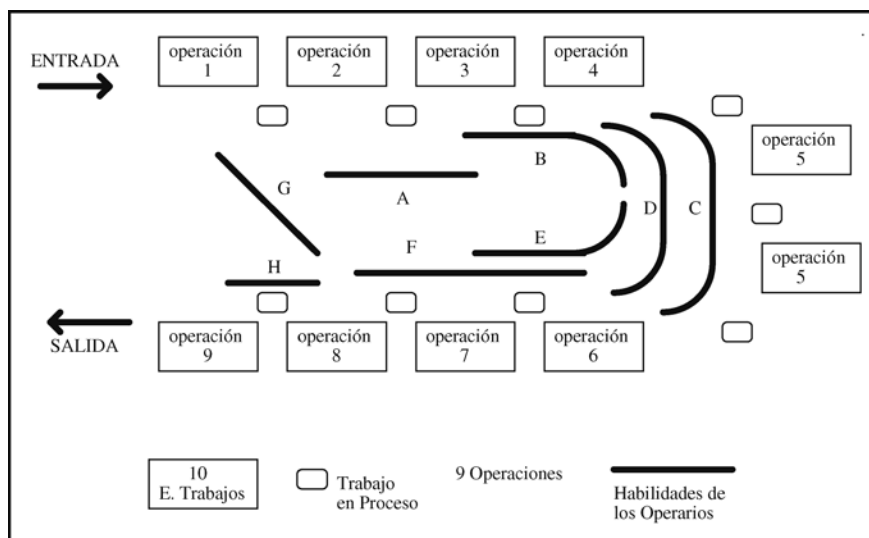 ENTRADA
operación
1
operación
2
operación
3
operación
4
operación
5
operación
5
G
A
B
D
C
F
E
H
SALIDA
operación
9
operación
8
operación
7
operación
6
10
E. Trabajos
Trabajo
en Proceso
9 Operaciones
Habilidades de
los Operarios